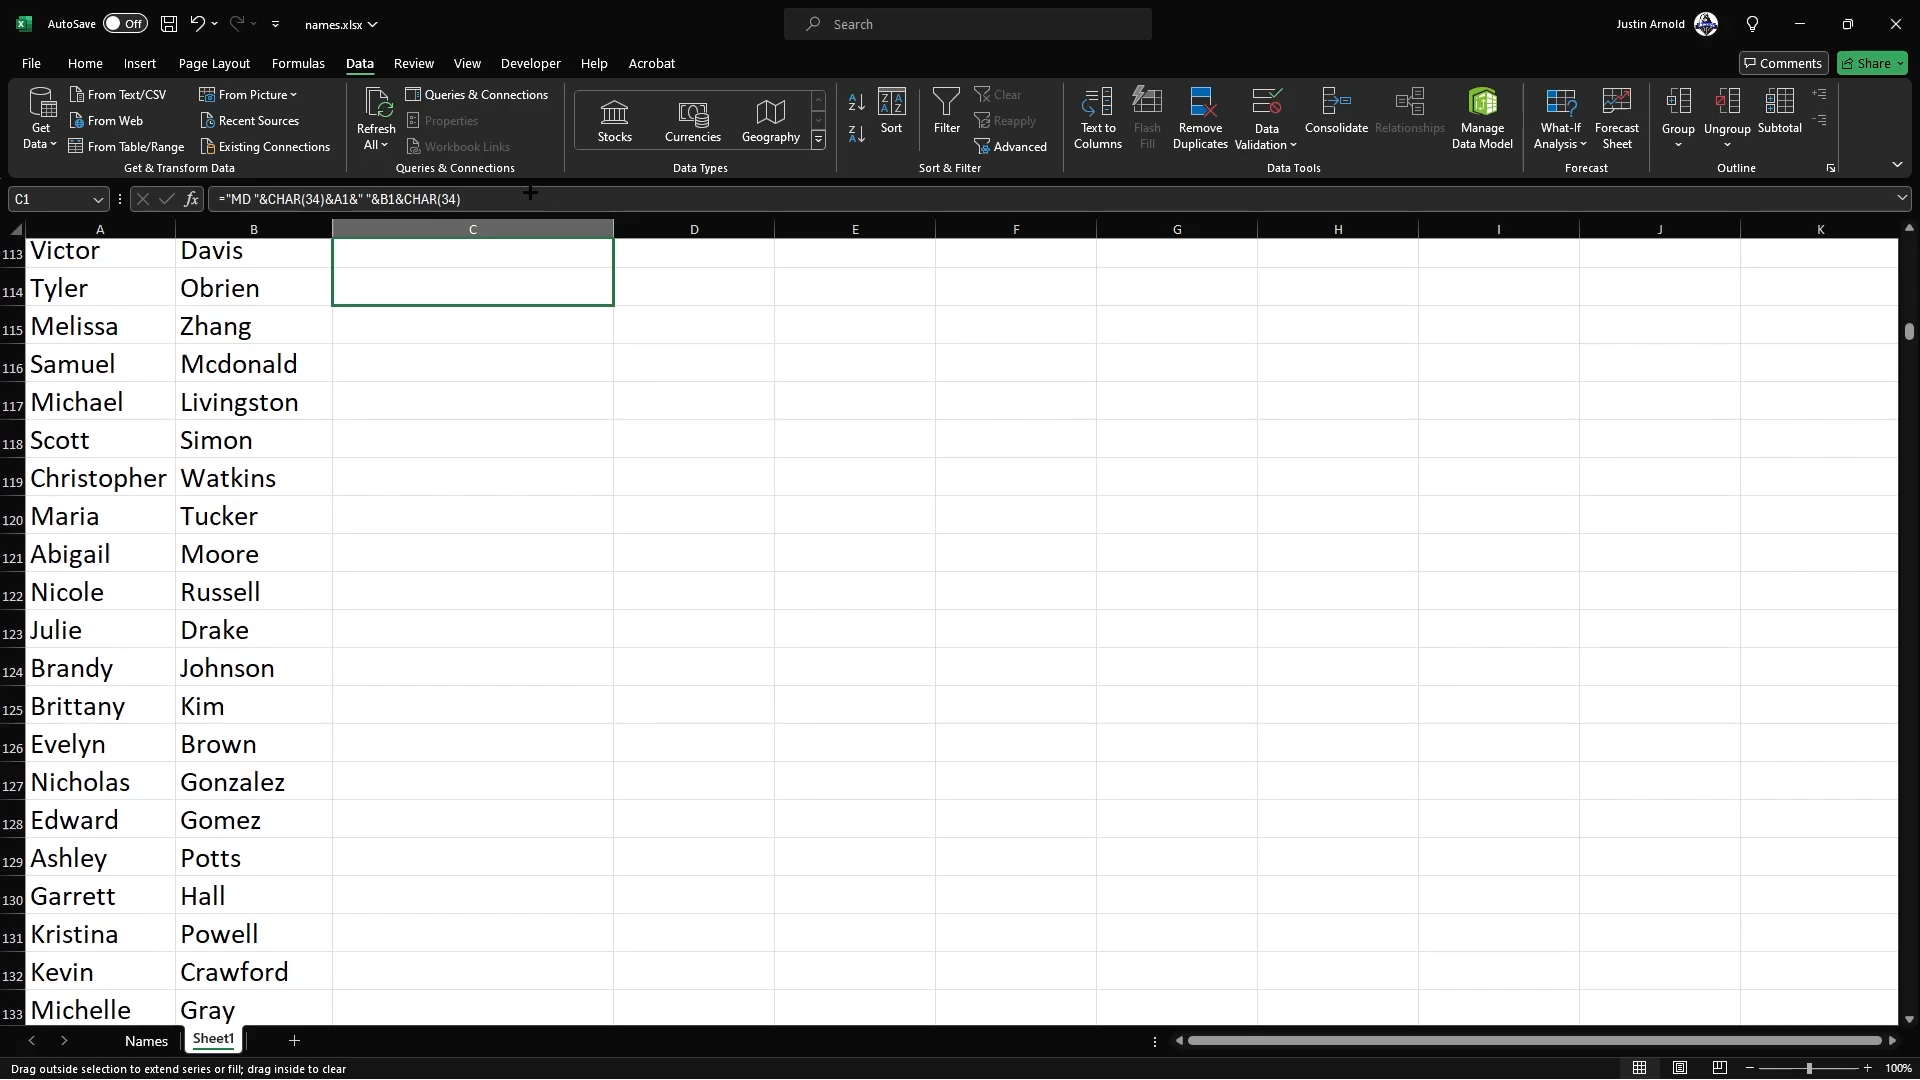 AutoSave Off names.xlsx Search Justin Arnold
File Home Insert Page Layout Formulas Data Review View Developer Help Acrobat Comments Share
Get Data From Text/CSV From Picture
From Web Recent Sources
From Table/Range Existing Connections
Get & Transform Data
Refresh All Queries & Connections
Properties
Workbook Links
Queries & Connections
Stocks Currencies Geography
Data Types
Sort Filter Clear
Reapply
Advanced
Sort & Filter
Text to Columns Flash Fill Remove Duplicates Data Validation Consolidate Relationships Manage Data Model
Data Tools
What-If Analysis Forecast Sheet
Forecast
Group Ungroup Subtotal
Outline
C1 fx ="MD "&CHAR(34)&A1&" "&B1&CHAR(34)
A B C D E F G H I J K
113 Victor Davis
114 Tyler Obrien
115 Melissa Zhang
116 Samuel Mcdonald
117 Michael Livingston
118 Scott Simon
119 Christopher Watkins
120 Maria Tucker
121 Abigail Moore
122 Nicole Russell
123 Julie Drake
124 Brandy Johnson
125 Brittany Kim
126 Evelyn Brown
127 Nicholas Gonzalez
128 Edward Gomez
129 Ashley Potts
130 Garrett Hall
131 Kristina Powell
132 Kevin Crawford
133 Michelle Gray
Names Sheet1
Drag outside selection to extend series or fill; drag inside to clear 100%